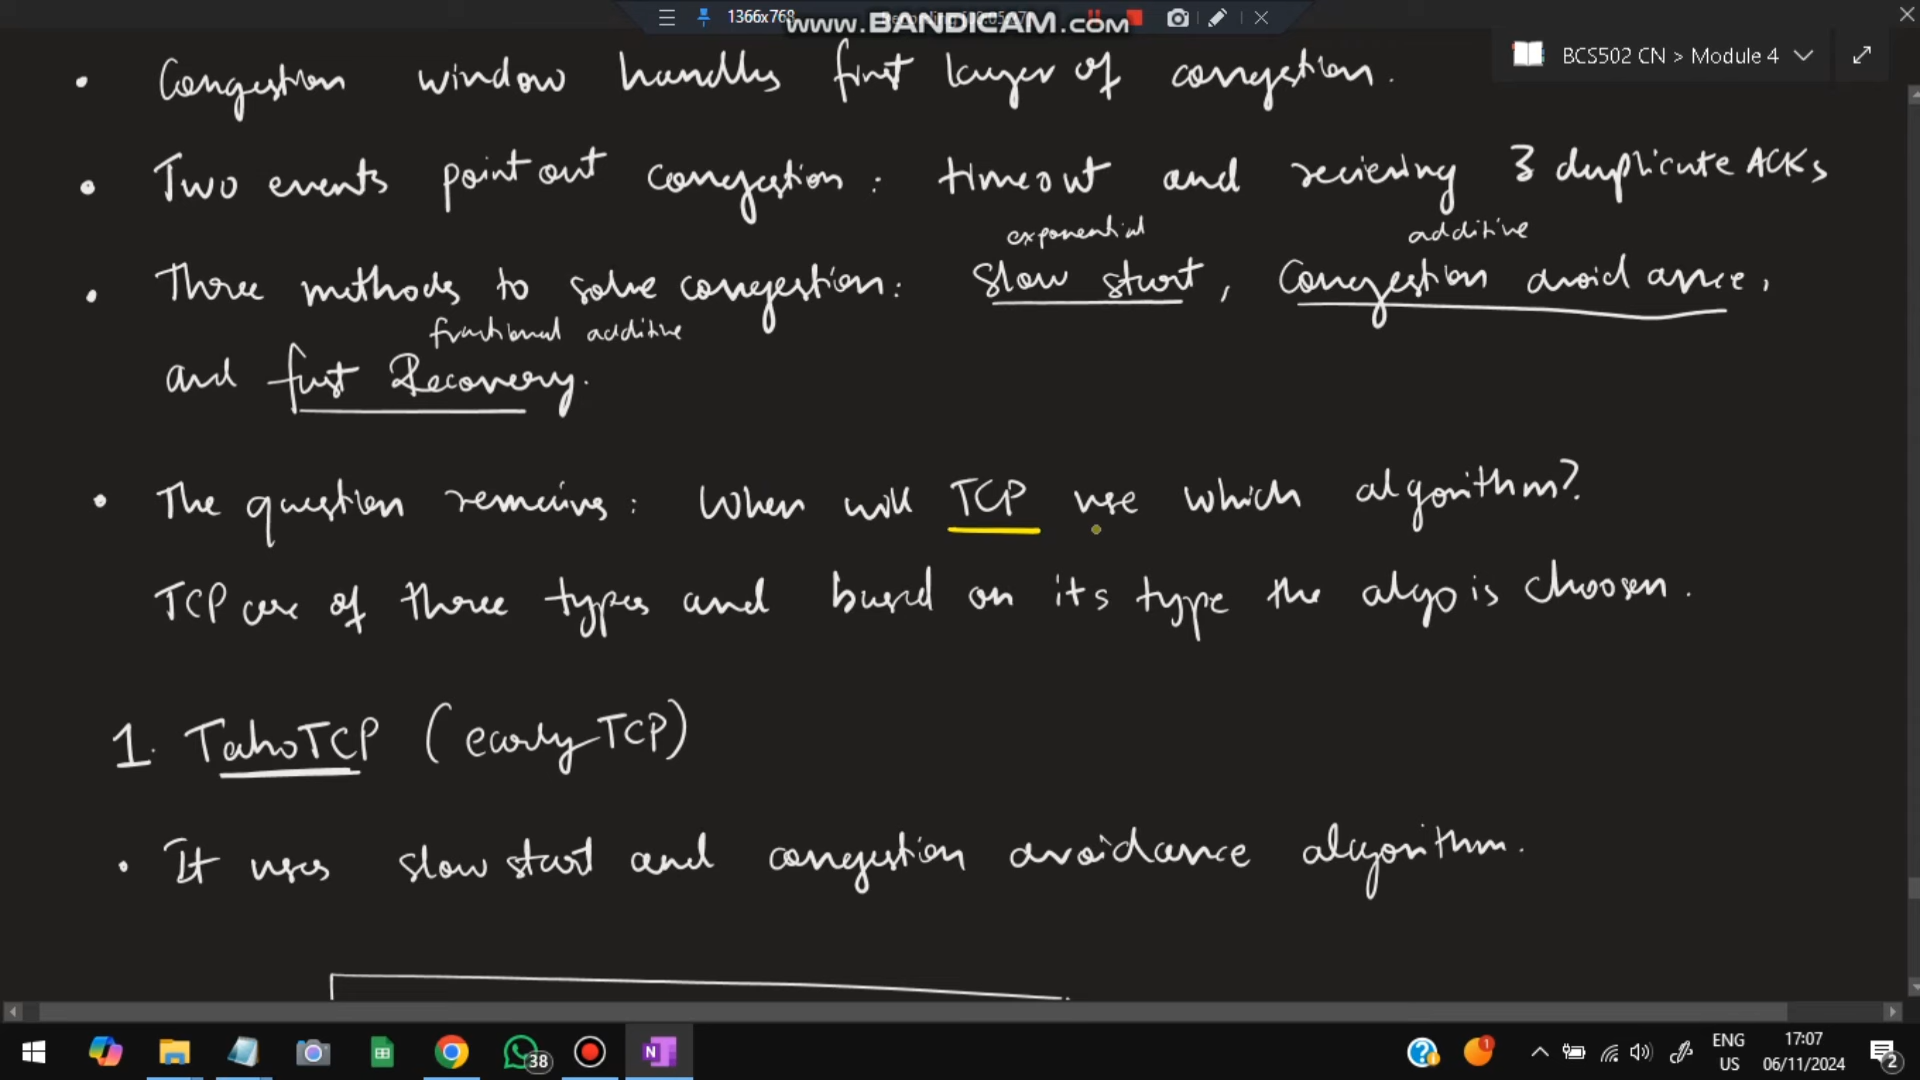 1366x768
www.BANDICAM.com
BCS502 CN > Module 4
• Congestion window handles first layer of congestion.
• Two events point out congestion: timeout and recieving 3 duplicate ACKs
exponential additive
• Three methods to solve congestion: Slow start, Congestion avoidance,
fractional additive
and fast Recovery.
• The question remains: When will TCP use which algorithm?
TCP are of three types and based on its type the algo is choosen.
1. TahoTCP (early TCP)
• It uses slow start and congestion avoidance algorithm.
38
1
ENG
US
17:07
06/11/2024
2